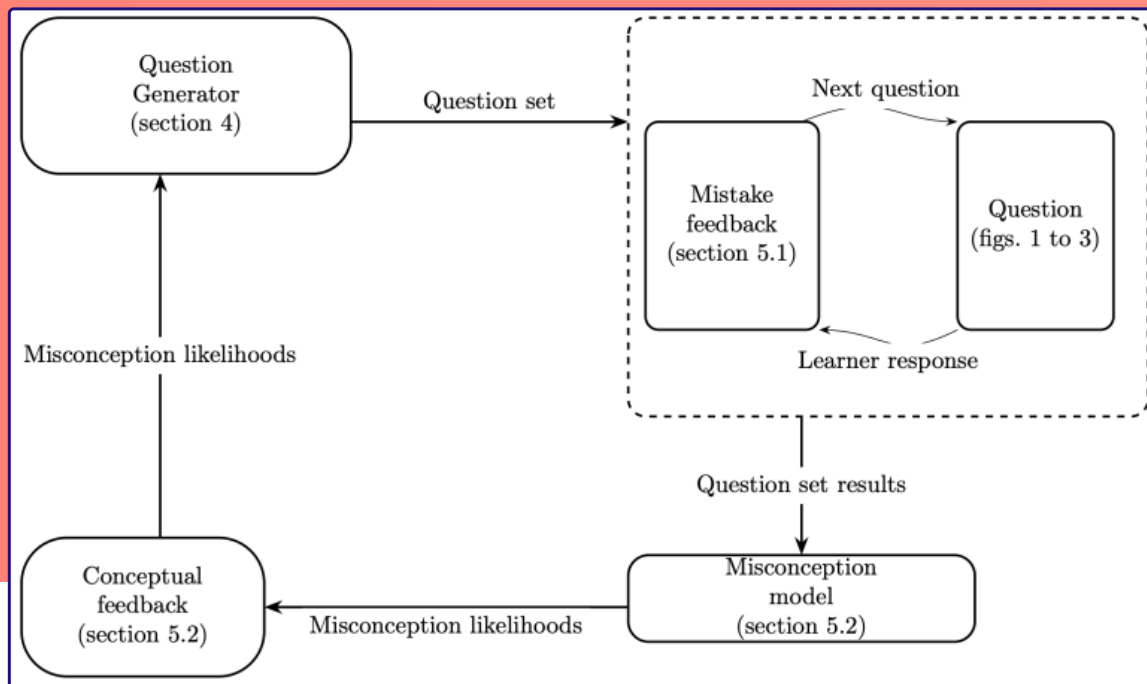 Question
Generator
(section 4)
Question set
Next question
Mistake
feedback
(section 5.1)
Question
(figs. 1 to 3)
Learner response
Misconception likelihoods
Question set results
Conceptual
feedback
(section 5.2)
Misconception likelihoods
Misconception
model
(section 5.2)